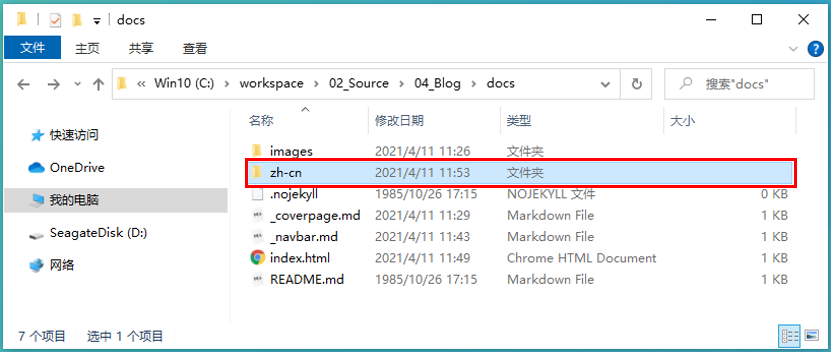 docs
文件 主页 共享 查看
« Win10 (C:) › workspace › 02_Source › 04_Blog › docs 搜索"docs"
名称 修改日期 类型 大小
快速访问
OneDrive
我的电脑
SeagateDisk (D:)
网络
images 2021/4/11 11:26 文件夹
zh-cn 2021/4/11 11:53 文件夹
.nojekyll 1985/10/26 17:15 NOJEKYLL 文件 0 KB
_coverpage.md 2021/4/11 11:29 Markdown File 1 KB
_navbar.md 2021/4/11 11:43 Markdown File 1 KB
index.html 2021/4/11 11:49 Chrome HTML Document 1 KB
README.md 1985/10/26 17:15 Markdown File 1 KB
7 个项目 选中 1 个项目